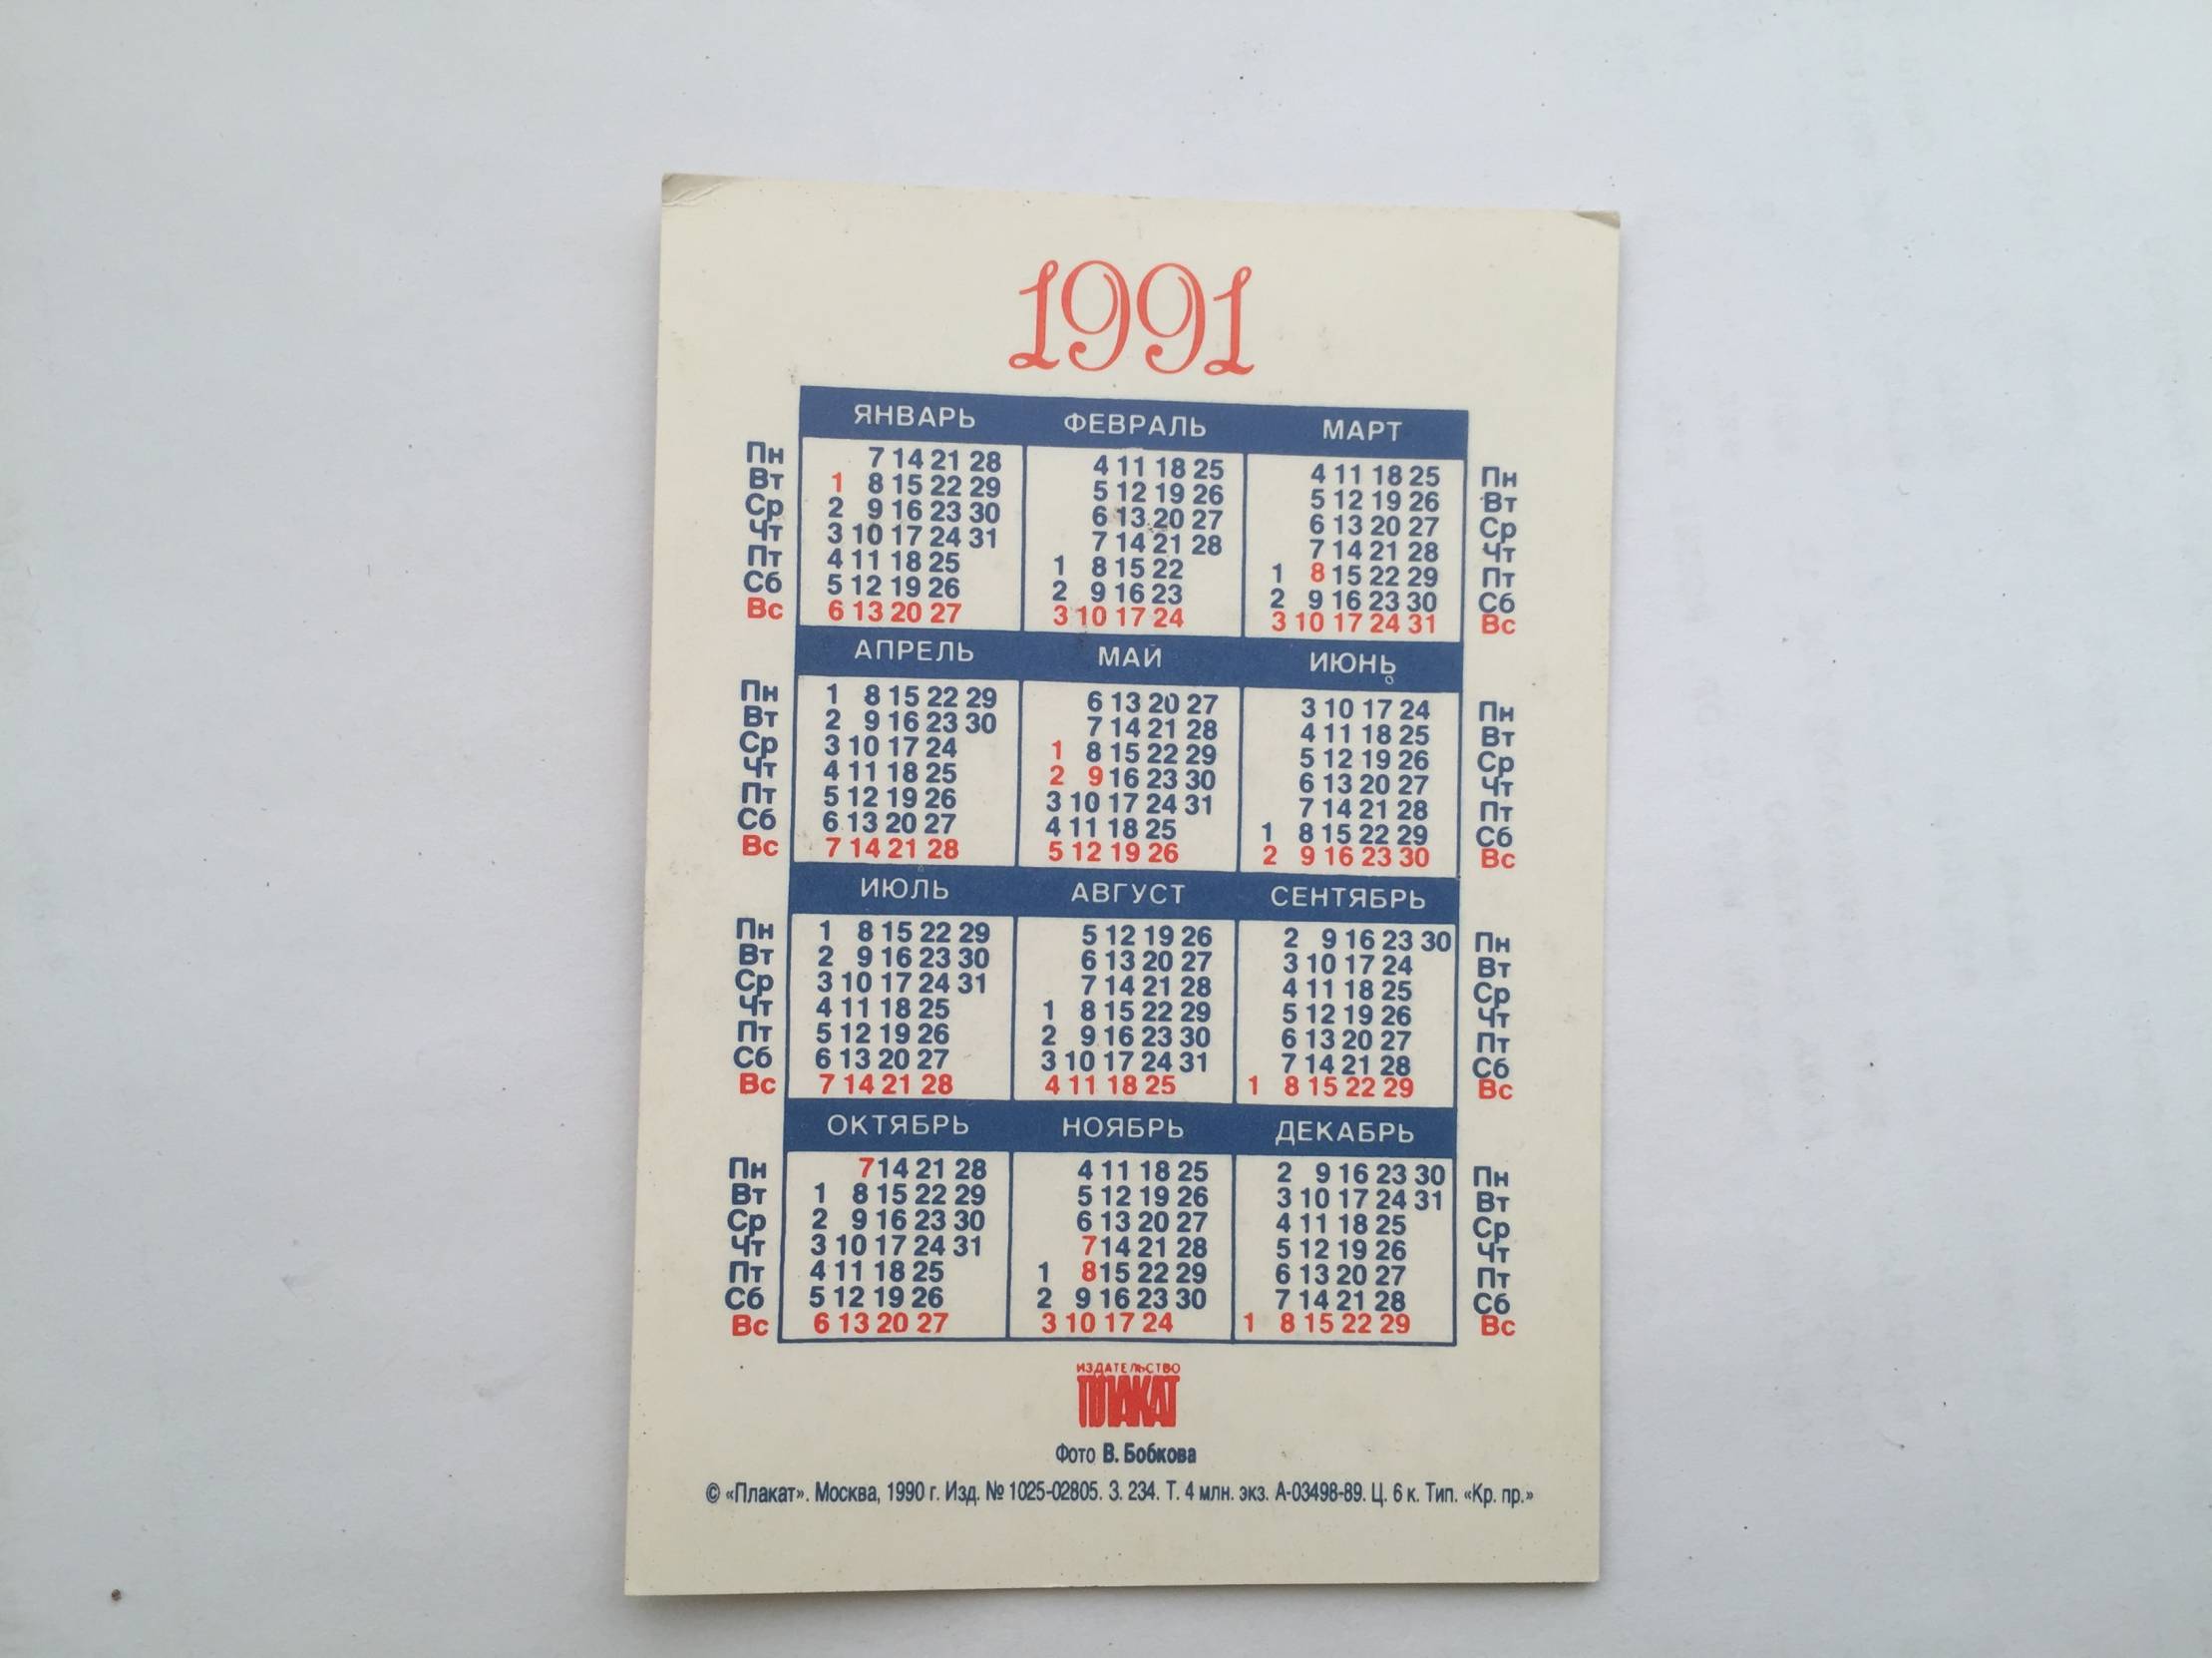 1991
ЯНВАРЬ ФЕВРАЛЬ МАРТ
Пн 7 14 21 28 4 11 18 25 4 11 18 25 Пн
Вт 1 8 15 22 29 5 12 19 26 5 12 19 26 Вт
Ср 2 9 16 23 30 6 13 20 27 6 13 20 27 Ср
Чт 3 10 17 24 31 7 14 21 28 7 14 21 28 Чт
Пт 4 11 18 25 1 8 15 22 1 8 15 22 29 Пт
Сб 5 12 19 26 2 9 16 23 2 9 16 23 30 Сб
Вс 6 13 20 27 3 10 17 24 3 10 17 24 31 Вс
АПРЕЛЬ МАЙ ИЮНЬ
Пн 1 8 15 22 29 6 13 20 27 3 10 17 24 Пн
Вт 2 9 16 23 30 7 14 21 28 4 11 18 25 Вт
Ср 3 10 17 24 1 8 15 22 29 5 12 19 26 Ср
Чт 4 11 18 25 2 9 16 23 30 6 13 20 27 Чт
Пт 5 12 19 26 3 10 17 24 31 7 14 21 28 Пт
Сб 6 13 20 27 4 11 18 25 1 8 15 22 29 Сб
Вс 7 14 21 28 5 12 19 26 2 9 16 23 30 Вс
ИЮЛЬ АВГУСТ СЕНТЯБРЬ
Пн 1 8 15 22 29 5 12 19 26 2 9 16 23 30 Пн
Вт 2 9 16 23 30 6 13 20 27 3 10 17 24 Вт
Ср 3 10 17 24 31 7 14 21 28 4 11 18 25 Ср
Чт 4 11 18 25 1 8 15 22 29 5 12 19 26 Чт
Пт 5 12 19 26 2 9 16 23 30 6 13 20 27 Пт
Сб 6 13 20 27 3 10 17 24 31 7 14 21 28 Сб
Вс 7 14 21 28 4 11 18 25 1 8 15 22 29 Вс
ОКТЯБРЬ НОЯБРЬ ДЕКАБРЬ
Пн 7 14 21 28 4 11 18 25 2 9 16 23 30 Пн
Вт 1 8 15 22 29 5 12 19 26 3 10 17 24 31 Вт
Ср 2 9 16 23 30 6 13 20 27 4 11 18 25 Ср
Чт 3 10 17 24 31 7 14 21 28 5 12 19 26 Чт
Пт 4 11 18 25 1 8 15 22 29 6 13 20 27 Пт
Сб 5 12 19 26 2 9 16 23 30 7 14 21 28 Сб
Вс 6 13 20 27 3 10 17 24 1 8 15 22 29 Вс
ИЗДАТЕЛЬСТВО
ПЛАКАТ
Фото В. Бобкова
© «Плакат». Москва, 1990 г. Изд. № 1025-02805. З. 234. Т. 4 млн. экз. А-03498-89. Ц. 6 к. Тип. «Кр. пр.»